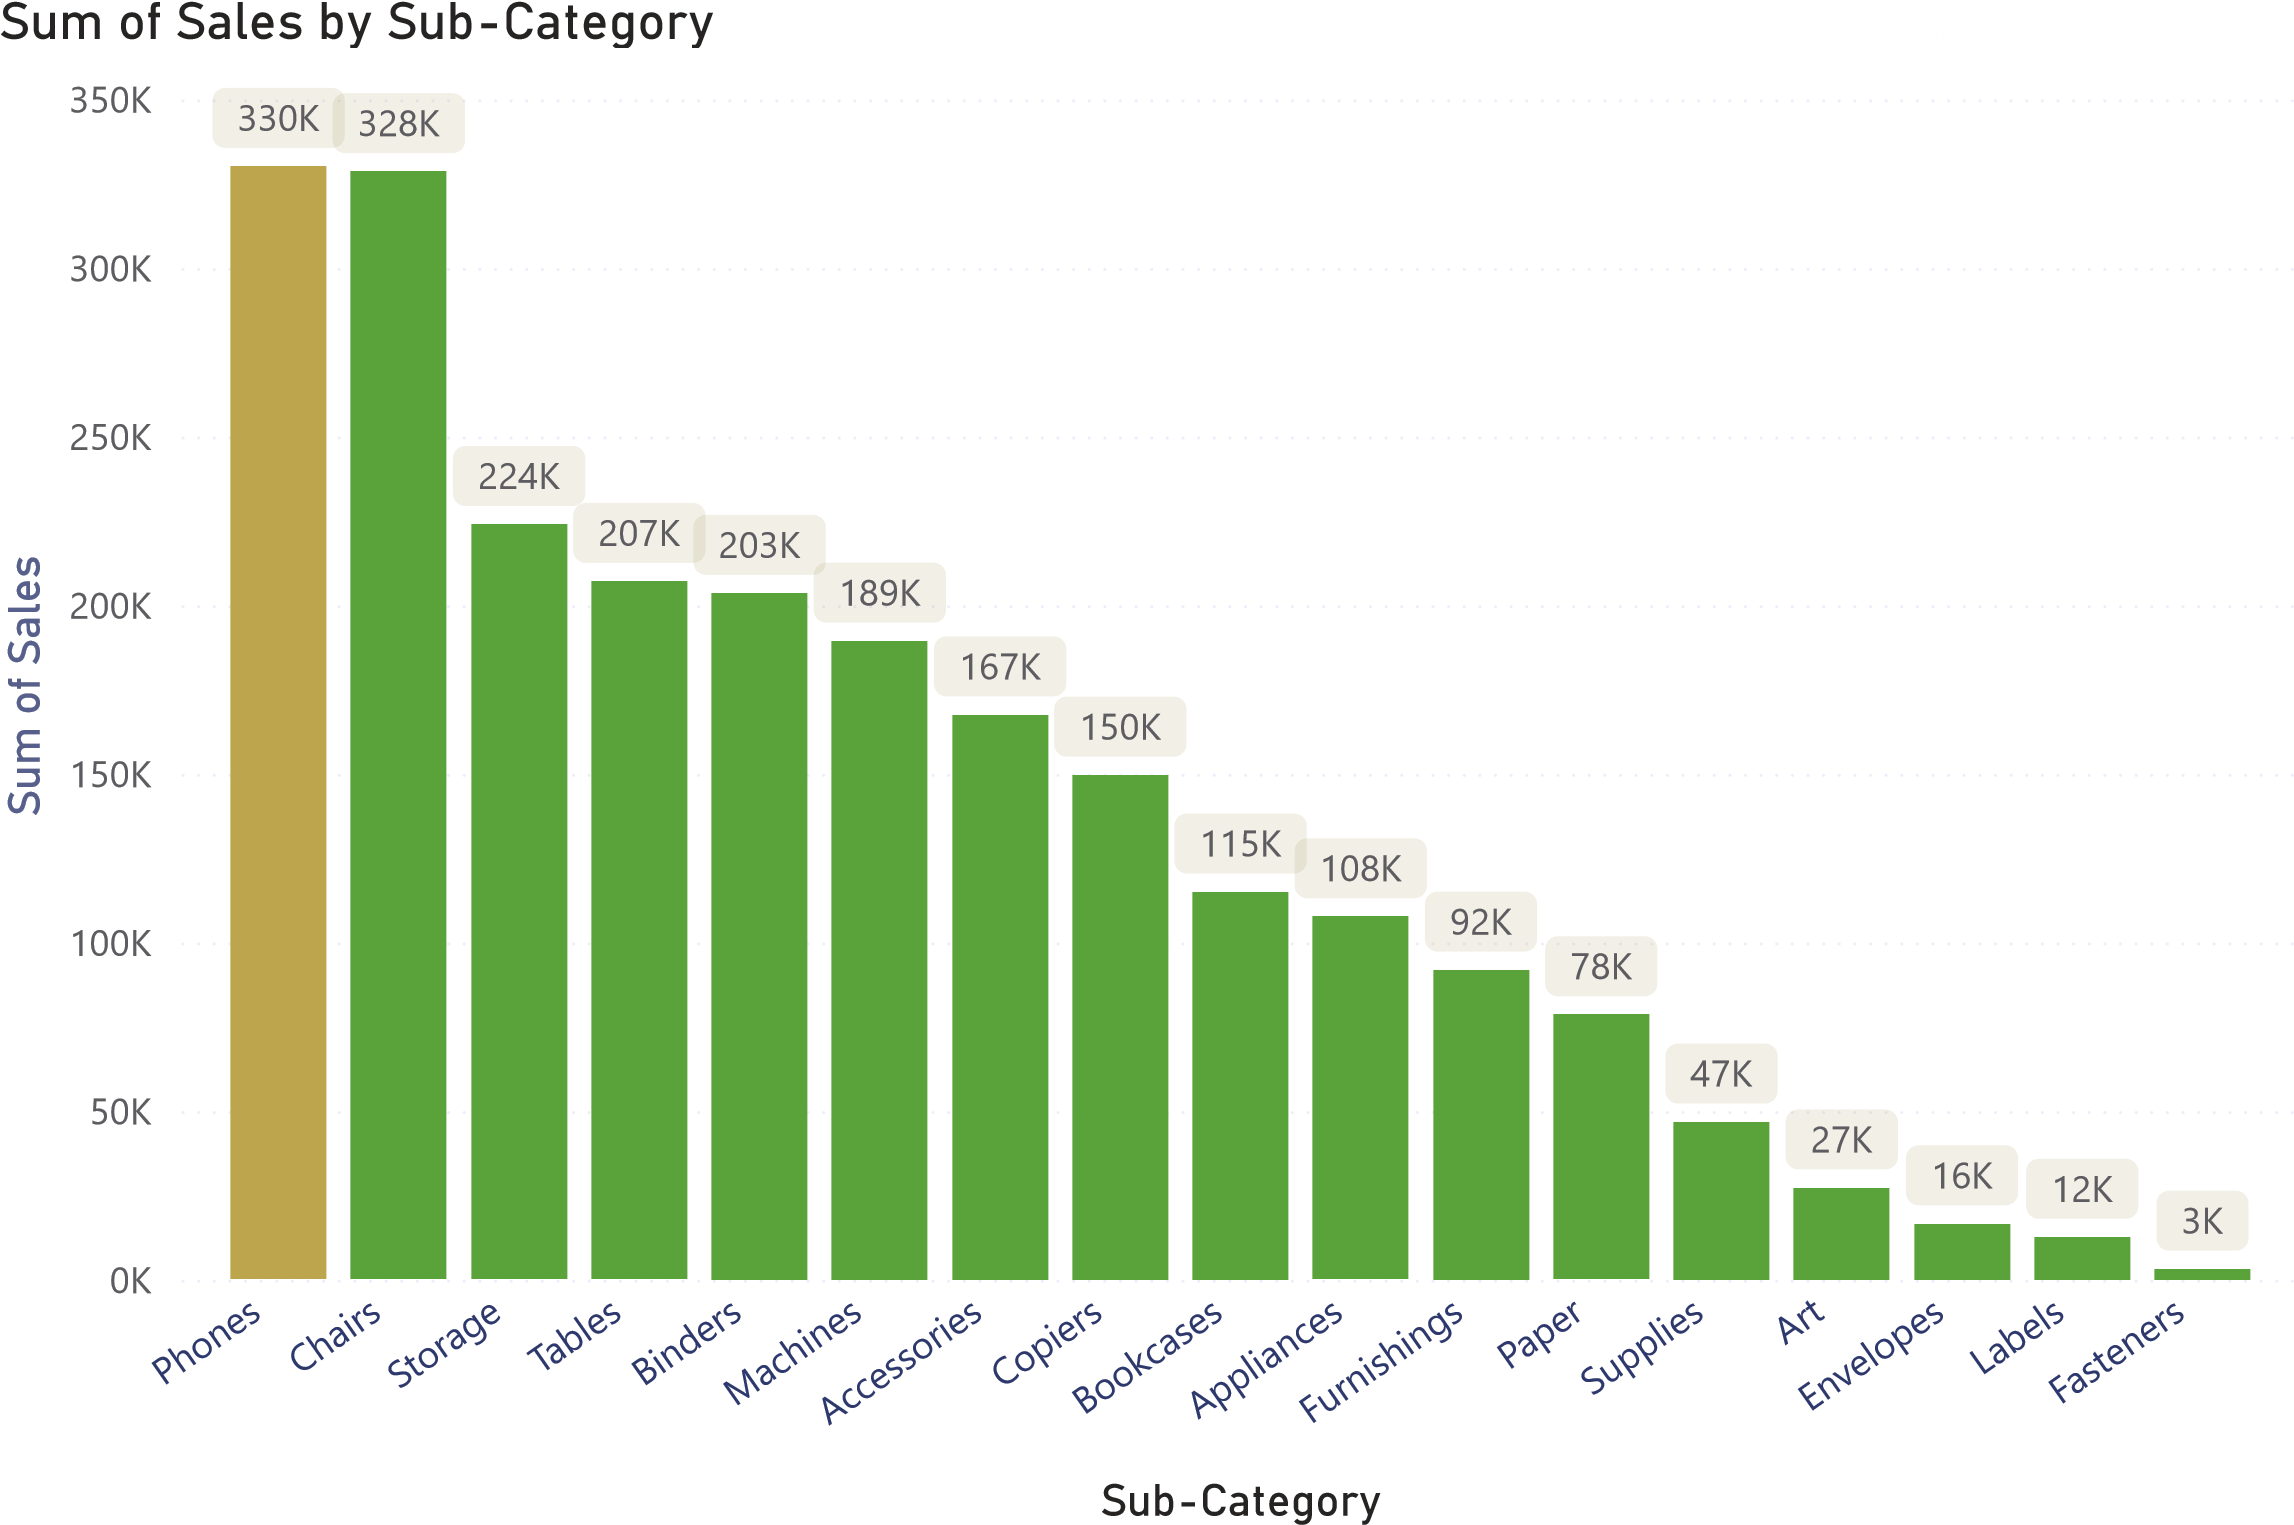 Sum of Sales by Sub-Category
350K
300K
250K
200K
150K
100K
50K
0K
Sum of Sales
330K
328K
224K
207K
203K
189K
167K
150K
115K
108K
92K
78K
47K
27K
16K
12K
3K
Phones
Chairs
Storage
Tables
Binders
Machines
Accessories
Copiers
Bookcases
Appliances
Furnishings
Paper
Supplies
Art
Envelopes
Labels
Fasteners
Sub-Category